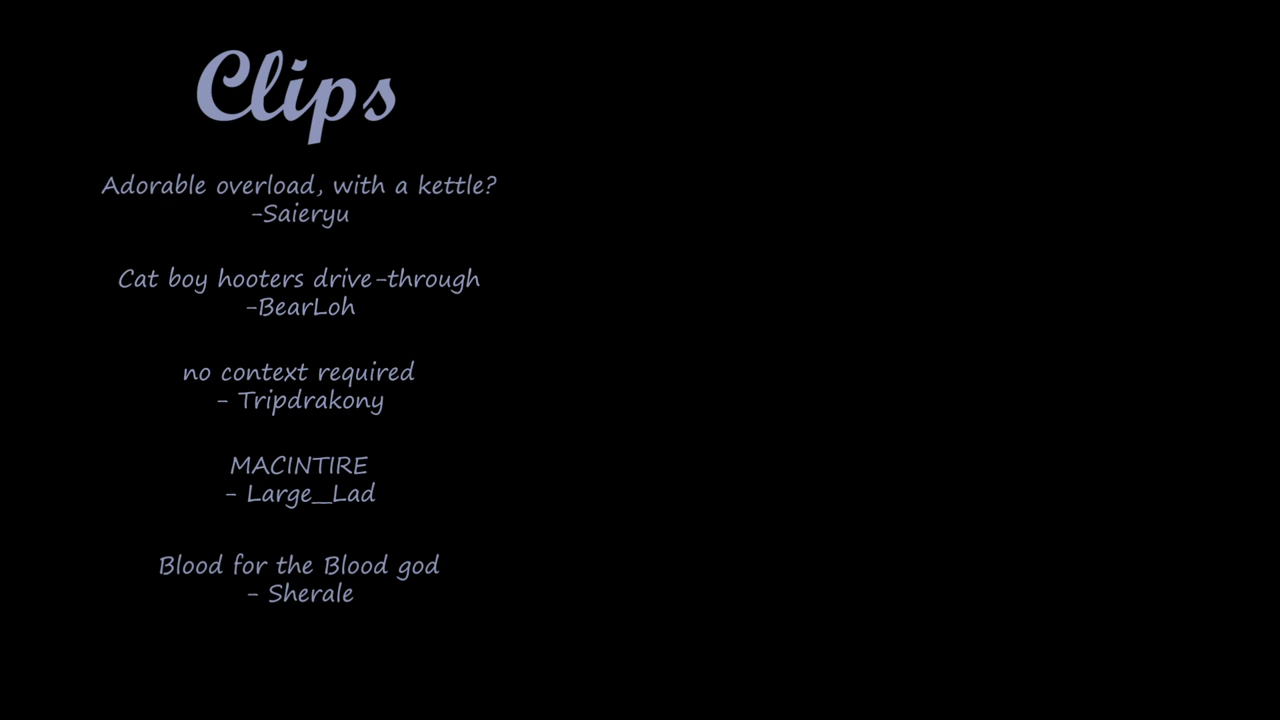 Clips
Adorable overload, with a kettle?
-Saieryu
Cat boy hooters drive-through
-BearLoh
no context required
- Tripdrakony
MACINTIRE
- Large__Lad
Blood for the Blood god
- Sherale